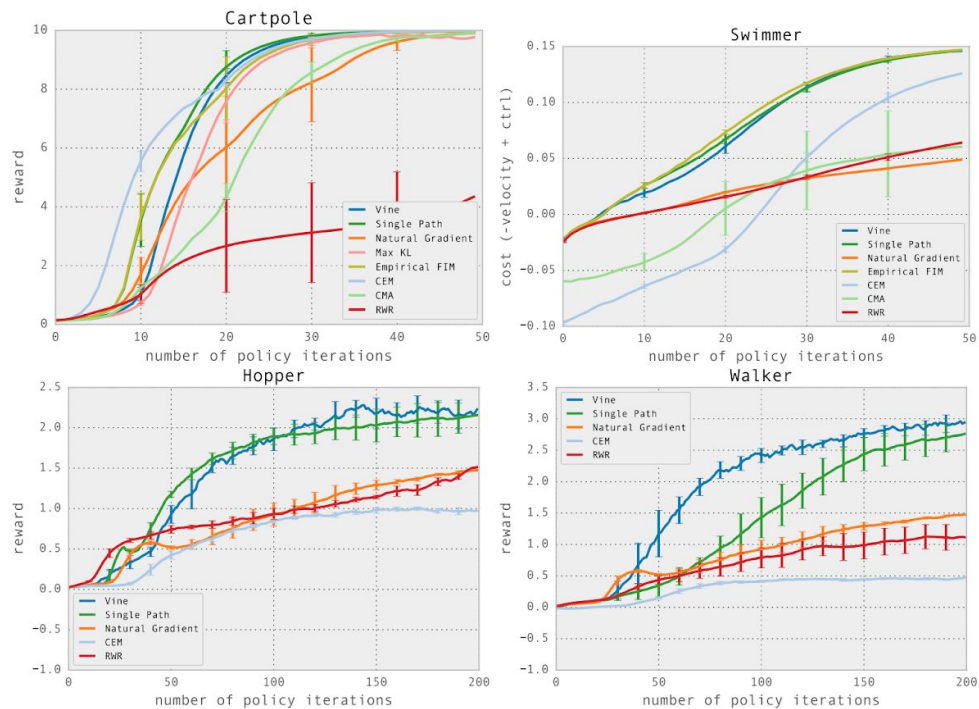 Cartpole
10
8
6
4
2
0
reward
Vine
Single Path
Natural Gradient
Max KL
Empirical FIM
CEM
CMA
RWR
0 10 20 30 40 50
number of policy iterations
Swimmer
0.15
0.10
0.05
0.00
−0.05
−0.10
cost (-velocity + ctrl)
Vine
Single Path
Natural Gradient
Empirical FIM
CEM
CMA
RWR
0 10 20 30 40 50
number of policy iterations
Hopper
2.5
2.0
1.5
1.0
0.5
0.0
−0.5
−1.0
reward
Vine
Single Path
Natural Gradient
CEM
RWR
0 50 100 150 200
number of policy iterations
Walker
3.5
3.0
2.5
2.0
1.5
1.0
0.5
0.0
−0.5
−1.0
reward
Vine
Single Path
Natural Gradient
CEM
RWR
0 50 100 150 200
number of policy iterations